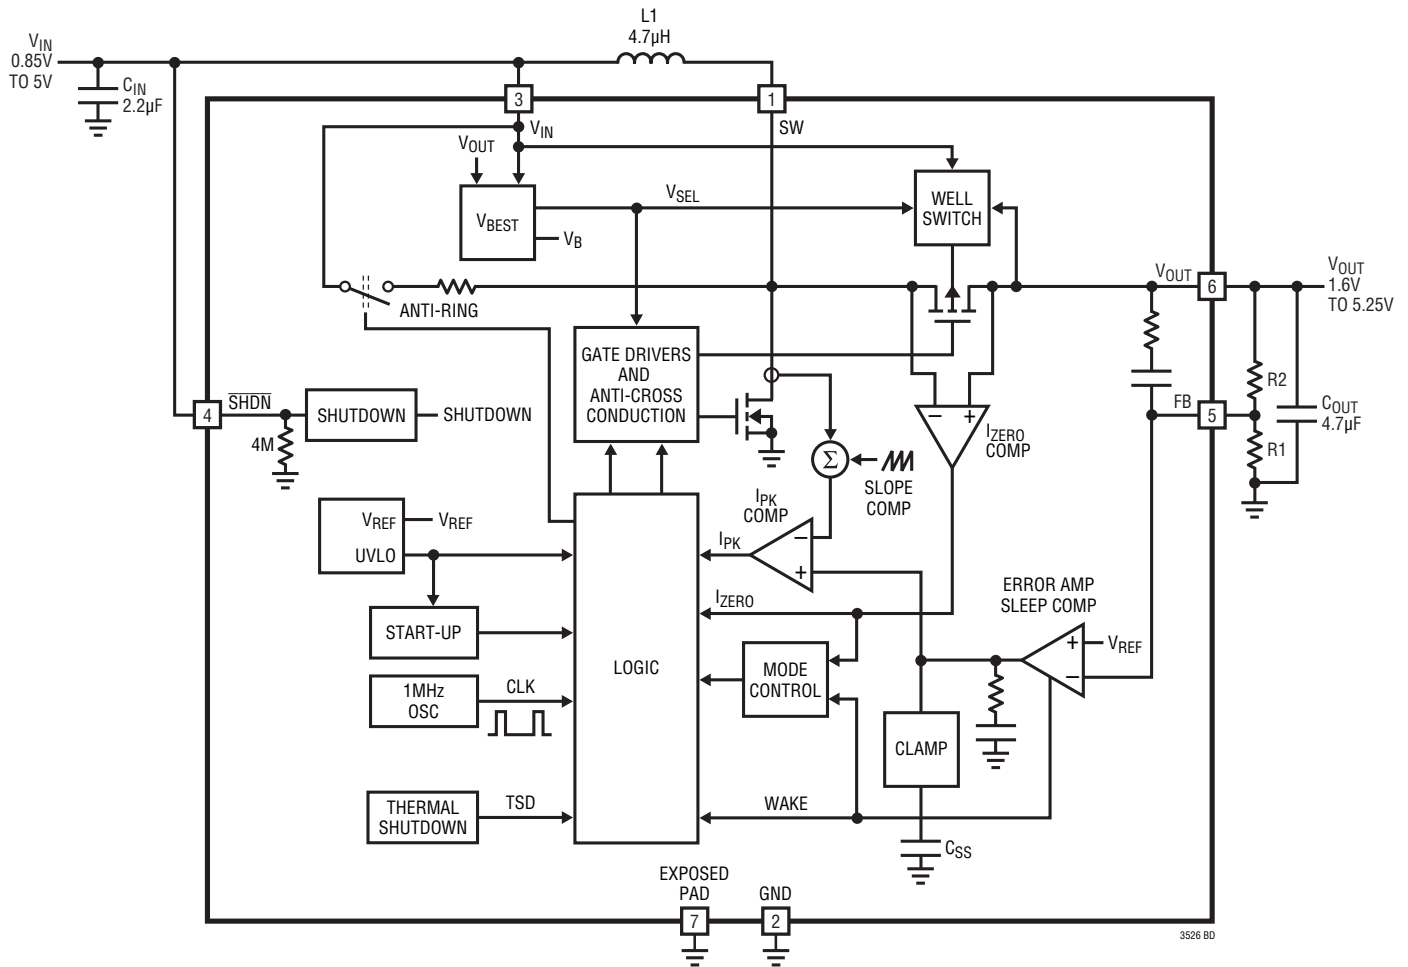 L1
4.7µH
VIN
0.85V
TO 5V
CIN
2.2µF
3
1
VIN
SW
VOUT
VSEL
WELL
SWITCH
VBEST
VB
VOUT
6
VOUT
1.6V
TO 5.25V
ANTI-RING
GATE DRIVERS
AND
ANTI-CROSS
CONDUCTION
R2
4
SHDN
SHUTDOWN
SHUTDOWN
FB
5
COUT
4.7µF
– +
IZERO
COMP
4M
R1
Σ
SLOPE
COMP
IPK
COMP
VREF
VREF
UVLO
IPK
–
+
ERROR AMP
SLEEP COMP
IZERO
START-UP
LOGIC
MODE
CONTROL
+
–
VREF
1MHz
OSC
CLK
CLAMP
THERMAL
SHUTDOWN
TSD
WAKE
CSS
EXPOSED
PAD
GND
7
2
3526 BD